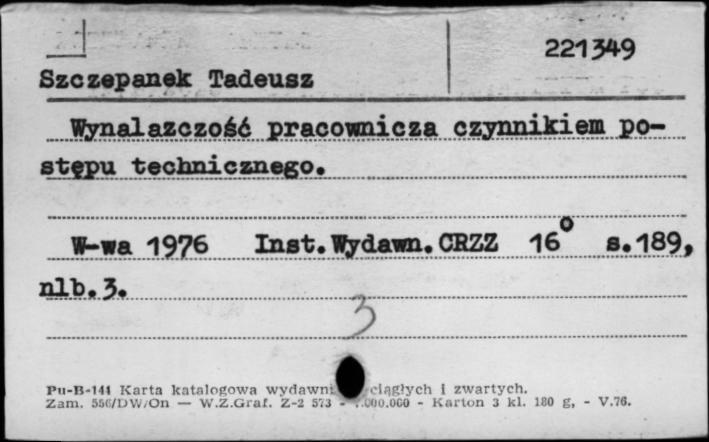 221349
Szczepanek Tadeusz
Wynalazczość pracownicza czynnikiem po-
stępu technicznego.
W-wa 1976 Inst.Wydawn.CRZZ 16° s.189,
nlb.3.
3
Pu-B-141 Karta katalogowa ciągłych i zwartych.
Zam. 556/DW/On — W.Z.Graf. Z-2 573 - .000.000 - Karton 3 kl. 180 g, - V.76.